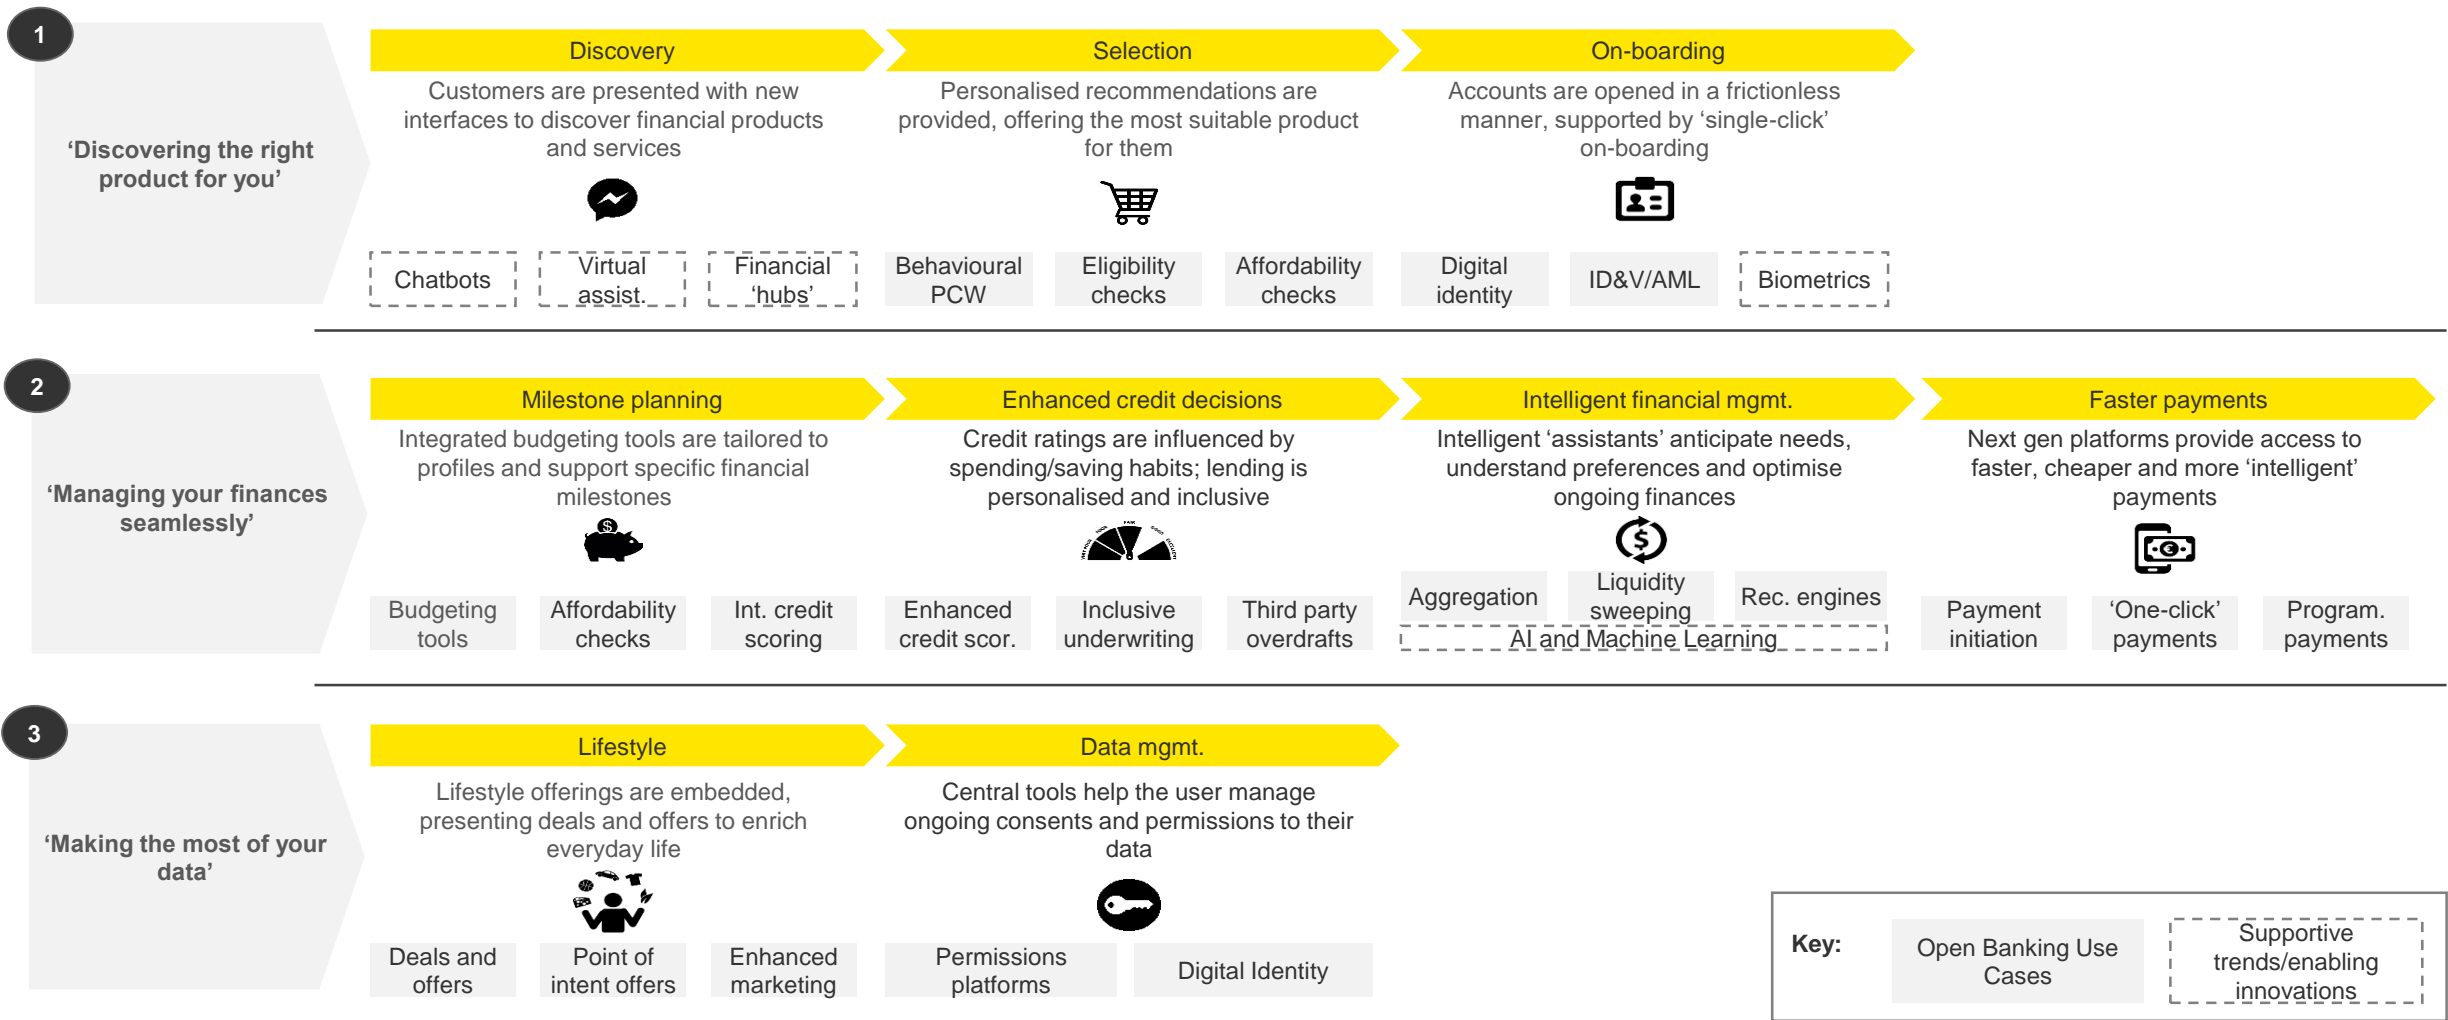 1
‘Discovering the right
product for you’
Discovery
Customers are presented with new
interfaces to discover financial products
and services
Chatbots
Virtual
assist.
Financial
‘hubs’
Selection
Personalised recommendations are
provided, offering the most suitable product
for them
Behavioural
PCW
Eligibility
checks
Affordability
checks
On-boarding
Accounts are opened in a frictionless
manner, supported by ‘single-click’
on-boarding
Digital
identity
ID&V/AML
Biometrics
2
‘Managing your finances
seamlessly’
Milestone planning
Integrated budgeting tools are tailored to
profiles and support specific financial
milestones
$
Budgeting
tools
Affordability
checks
Int. credit
scoring
Enhanced credit decisions
Credit ratings are influenced by
spending/saving habits; lending is
personalised and inclusive
Enhanced
credit scor.
Inclusive
underwriting
Third party
overdrafts
Intelligent financial mgmt.
Intelligent ‘assistants’ anticipate needs,
understand preferences and optimise
ongoing finances
$
Aggregation
Liquidity
sweeping
Rec. engines
AI and Machine Learning
Faster payments
Next gen platforms provide access to
faster, cheaper and more ‘intelligent’
payments
Payment
initiation
‘One-click’
payments
Program.
payments
3
‘Making the most of your
data’
Lifestyle
Lifestyle offerings are embedded,
presenting deals and offers to enrich
everyday life
Deals and
offers
Point of
intent offers
Enhanced
marketing
Data mgmt.
Central tools help the user manage
ongoing consents and permissions to their
data
Permissions
platforms
Digital Identity
Key:
Open Banking Use
Cases
Supportive
trends/enabling
innovations